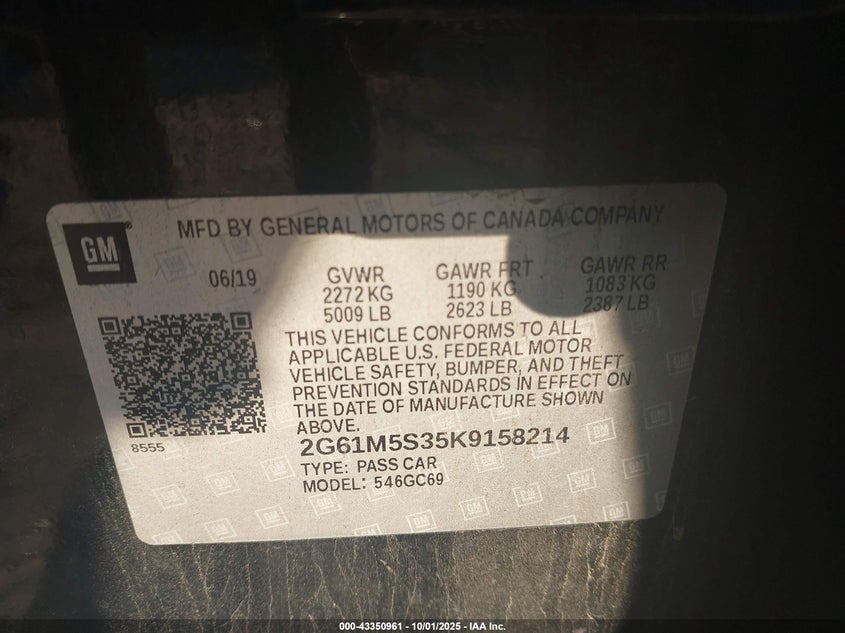 MFD BY GENERAL MOTORS OF CANADA COMPANY
GM
06/19
GVWR GAWR FRT GAWR RR
2272 KG 1190 KG 1083 KG
5009 LB 2623 LB 2387 LB
THIS VEHICLE CONFORMS TO ALL
APPLICABLE U.S. FEDERAL MOTOR
VEHICLE SAFETY, BUMPER, AND THEFT
PREVENTION STANDARDS IN EFFECT ON
THE DATE OF MANUFACTURE SHOWN
ABOVE.
8555
2G61M5S35K9158214
TYPE: PASS CAR
MODEL: 546GC69
000-43350961 - 10/01/2025 - IAA Inc.